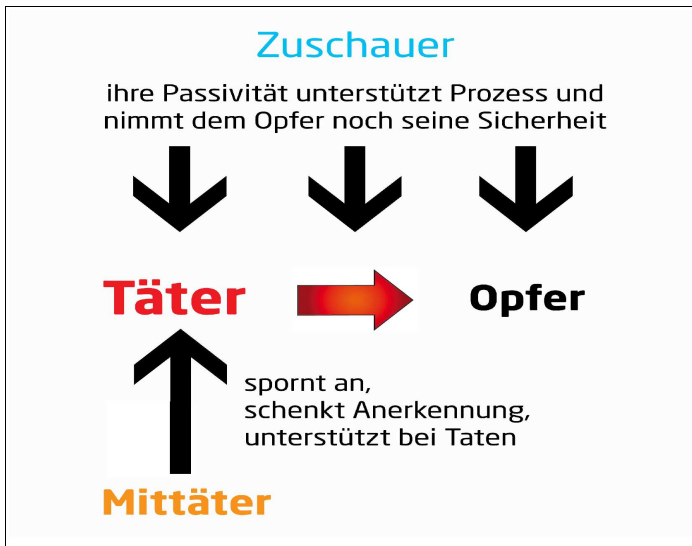 Zuschauer
ihre Passivität unterstützt Prozess und
nimmt dem Opfer noch seine Sicherheit
Täter
Opfer
spornt an,
schenkt Anerkennung,
unterstützt bei Taten
Mittäter